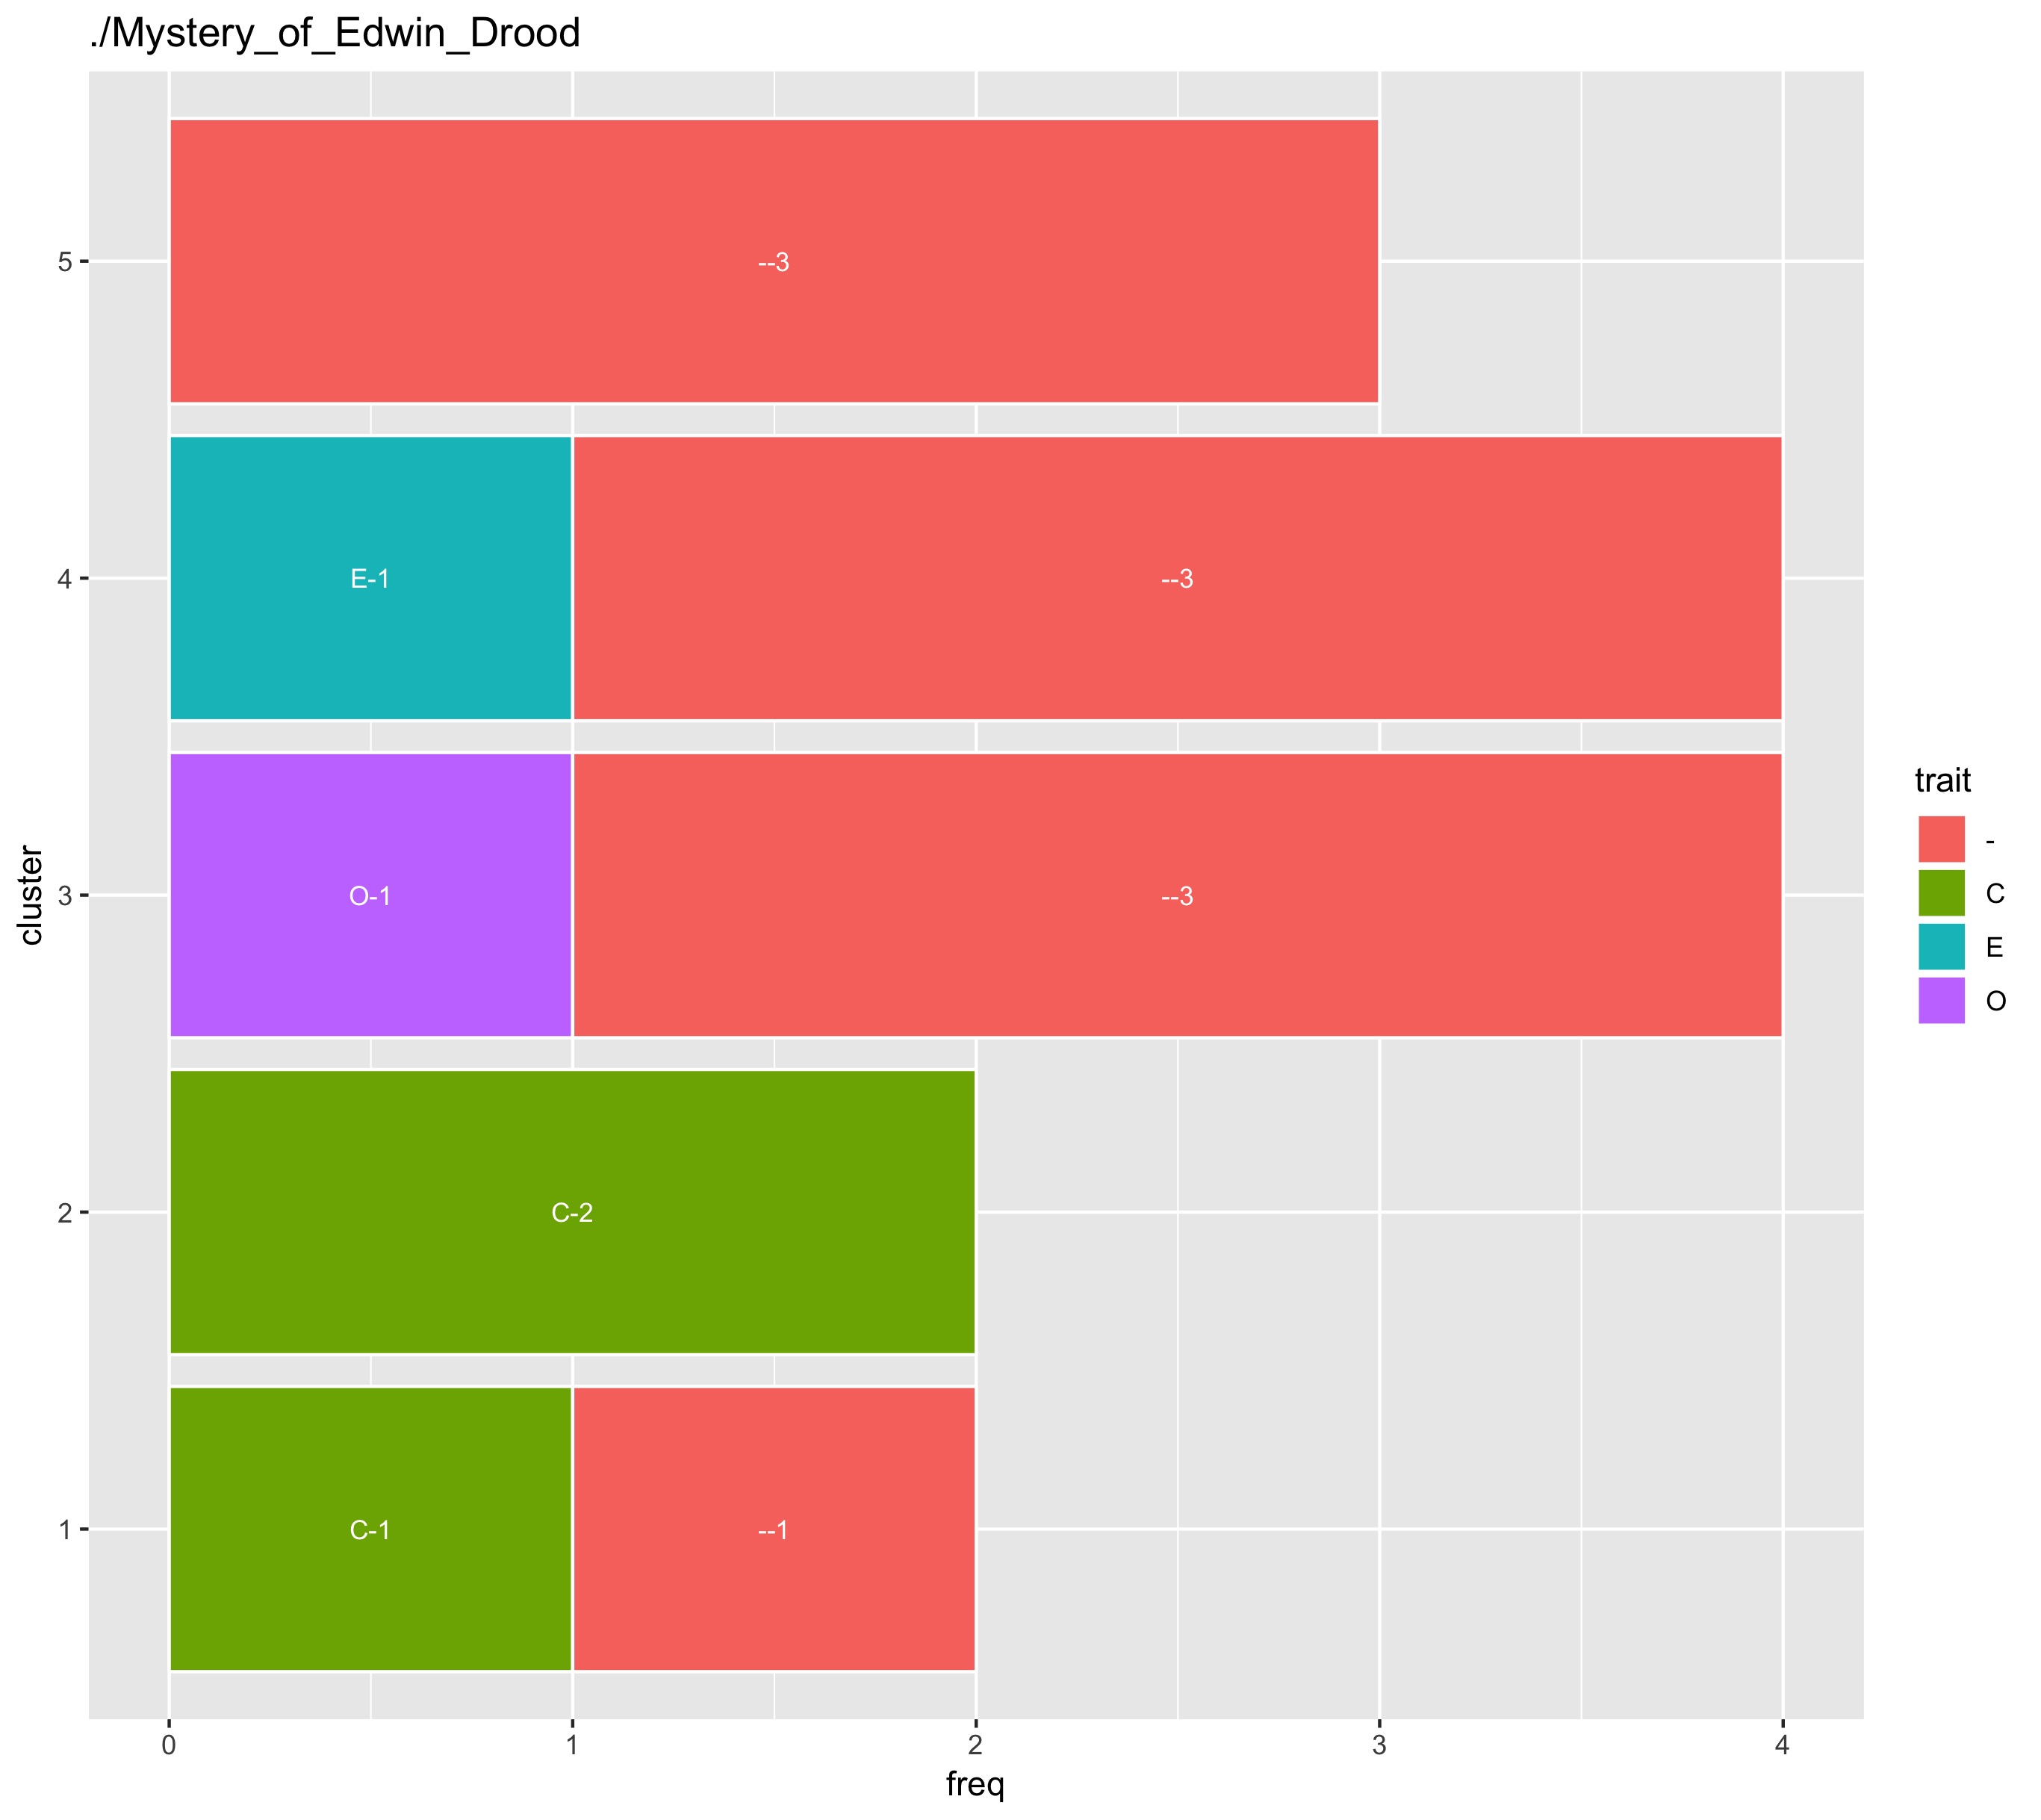 ./Mystery_of_Edwin_Drood
5
--3
4
E-1
--3
3
O-1
--3
2
C-2
1
C-1
--1
cluster
0
1
2
3
4
freq
trait
-
C
E
O